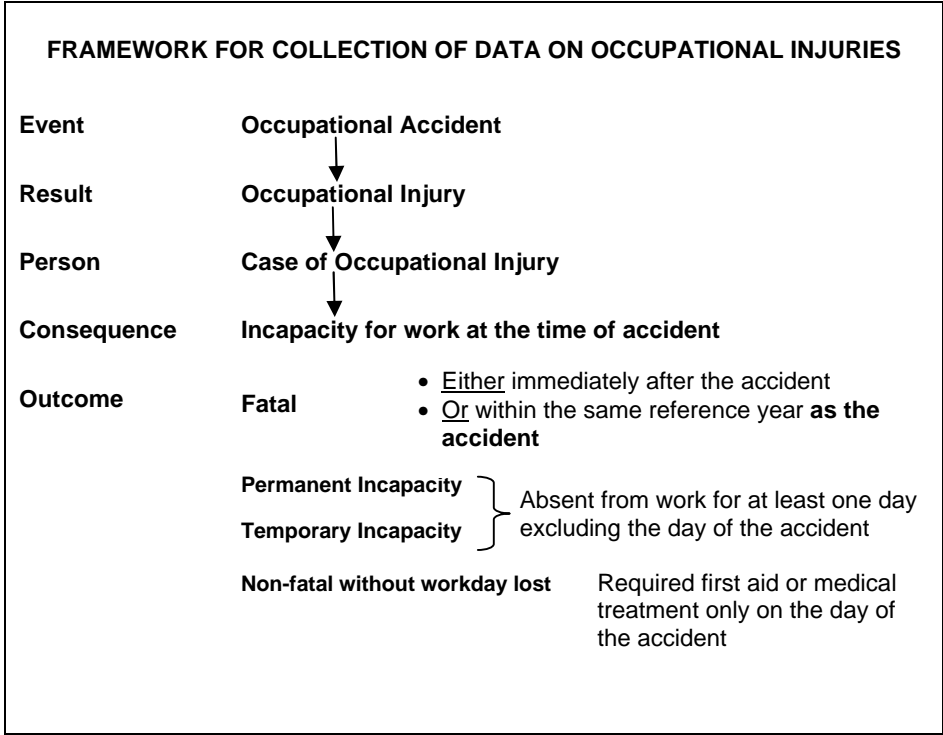 FRAMEWORK FOR COLLECTION OF DATA ON OCCUPATIONAL INJURIES
Event Occupational Accident
Result Occupational Injury
Person Case of Occupational Injury
Consequence Incapacity for work at the time of accident
Outcome Fatal
• Either immediately after the accident
• Or within the same reference year as the
accident
Permanent Incapacity
Temporary Incapacity
Absent from work for at least one day
excluding the day of the accident
Non-fatal without workday lost
Required first aid or medical
treatment only on the day of
the accident